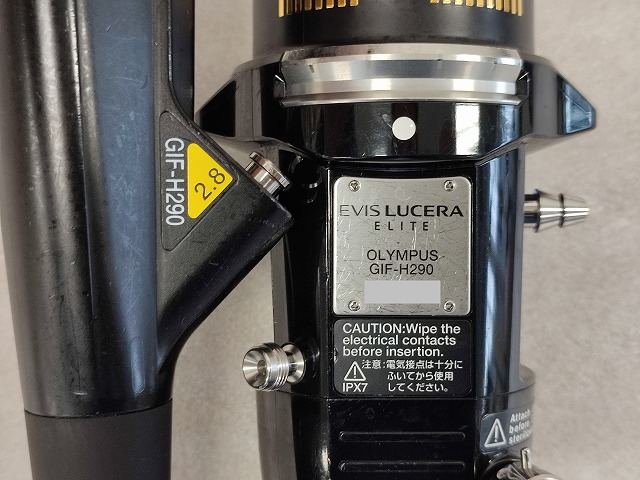 GIF-H290
2.8
EVIS LUCERA
ELITE
OLYMPUS
GIF-H290
CAUTION:Wipe the
electrical contacts
before insertion.
注意:電気接点は十分に
ふいてから使用
してください。
IPX7
Attach
before